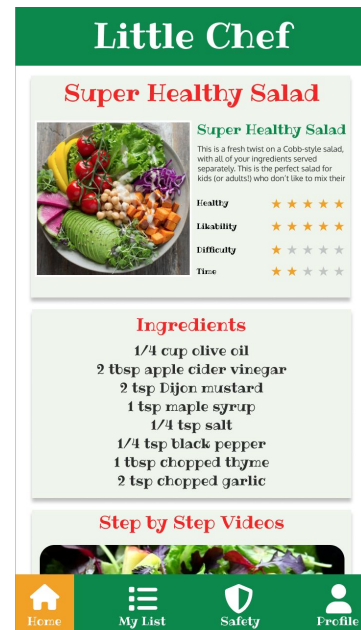 Little Chef
Super Healthy Salad
Super Healthy Salad
This is a fresh twist on a Cobb-style salad,
with all of your ingredients served
separately. This is the perfect salad for
kids (or adults!) who don't like to mix their
Healthy
Likability
Difficulty
Time
Ingredients
1/4 cup olive oil
2 tbsp apple cider vinegar
2 tsp Dijon mustard
1 tsp maple syrup
1/4 tsp salt
1/4 tsp black pepper
1 tbsp chopped thyme
2 tsp chopped garlic
Step by Step Videos
Home
My List
Safety
Profile